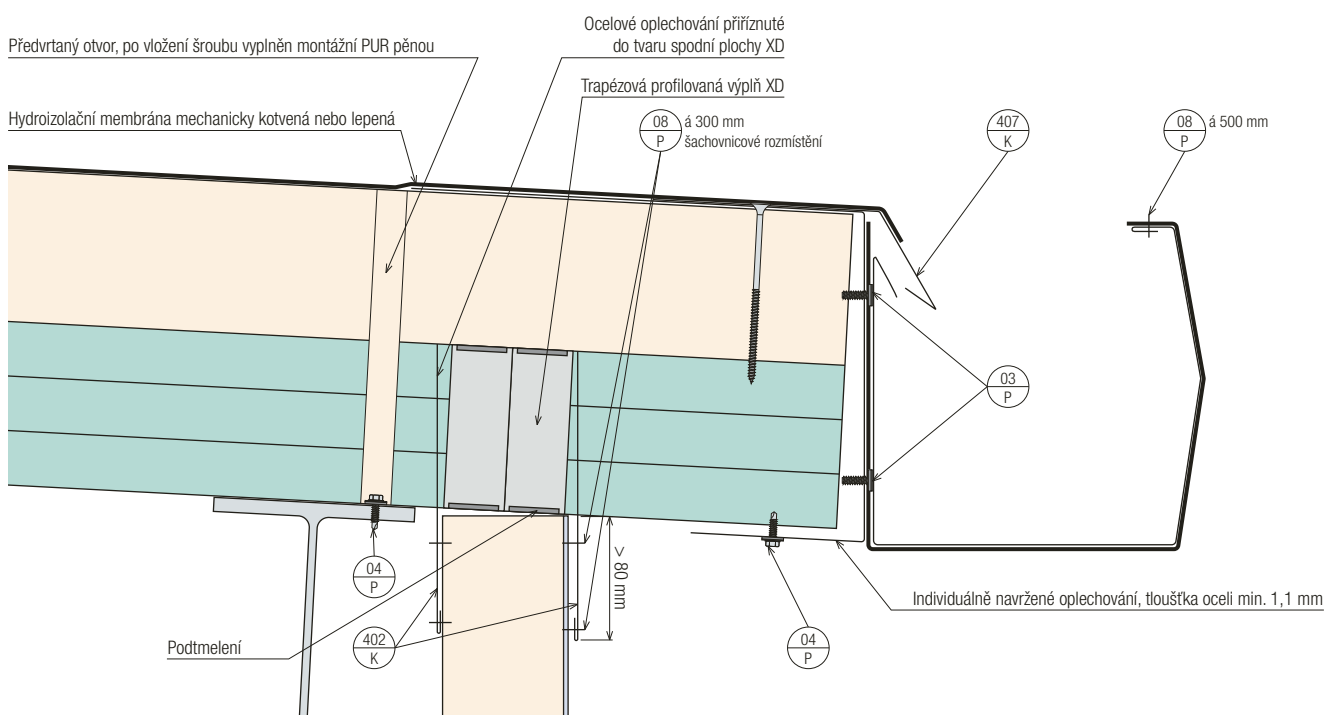 Ocelové oplechování přiříznuté
do tvaru spodní plochy XD
Předvrtaný otvor, po vložení šroubu vyplněn montážní PUR pěnou
Trapézová profilovaná výplň XD
Hydroizolační membrána mechanicky kotvená nebo lepená
08
P
á 300 mm
šachovnicové rozmístění
407
K
08
P
á 500 mm
03
P
> 80 mm
04
P
Individuálně navržené oplechování, tloušťka oceli min. 1,1 mm
Podtmelení
402
K
04
P